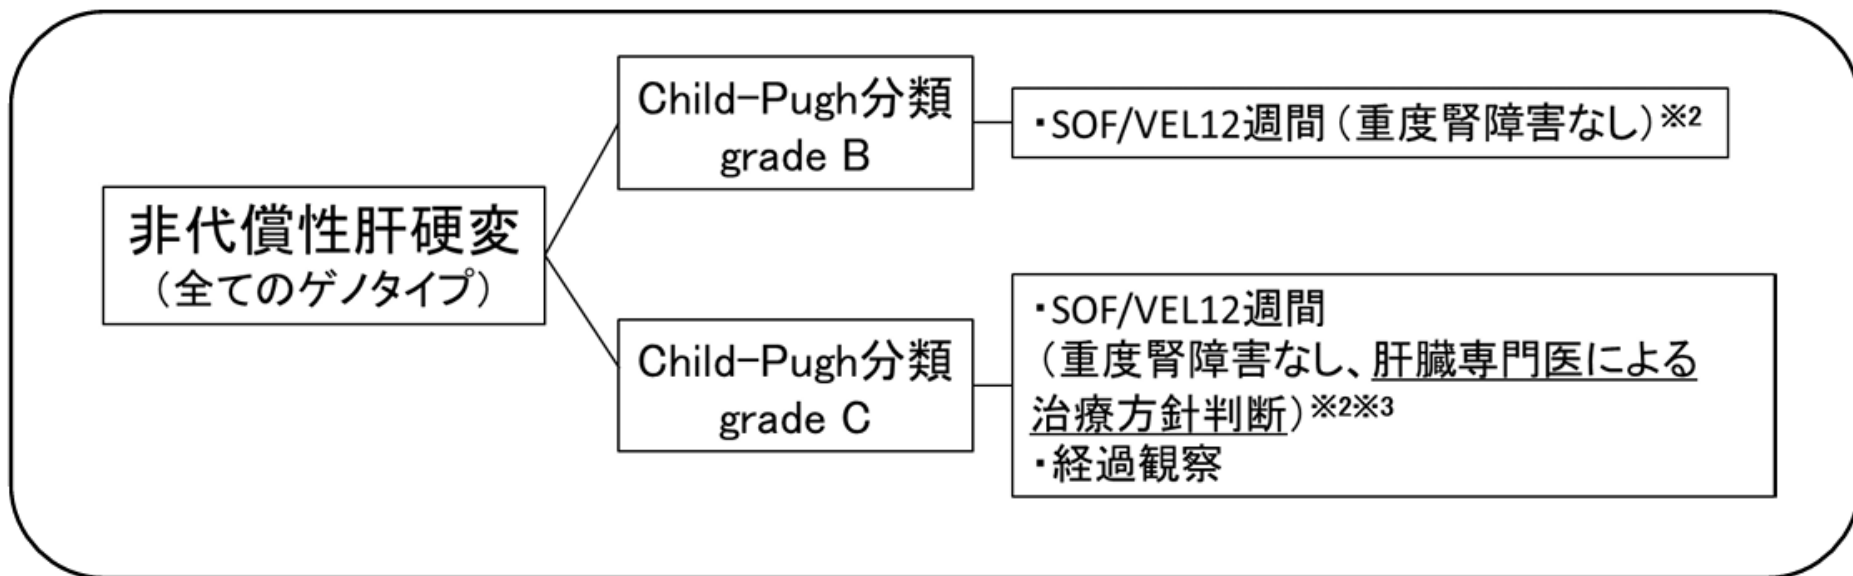 非代償性肝硬変
（全てのゲノタイプ）
Child-Pugh分類
grade B
・SOF/VEL12週間（重度腎障害なし）※2
Child-Pugh分類
grade C
・SOF/VEL12週間
（重度腎障害なし、肝臓専門医による
治療方針判断）※2※3
・経過観察